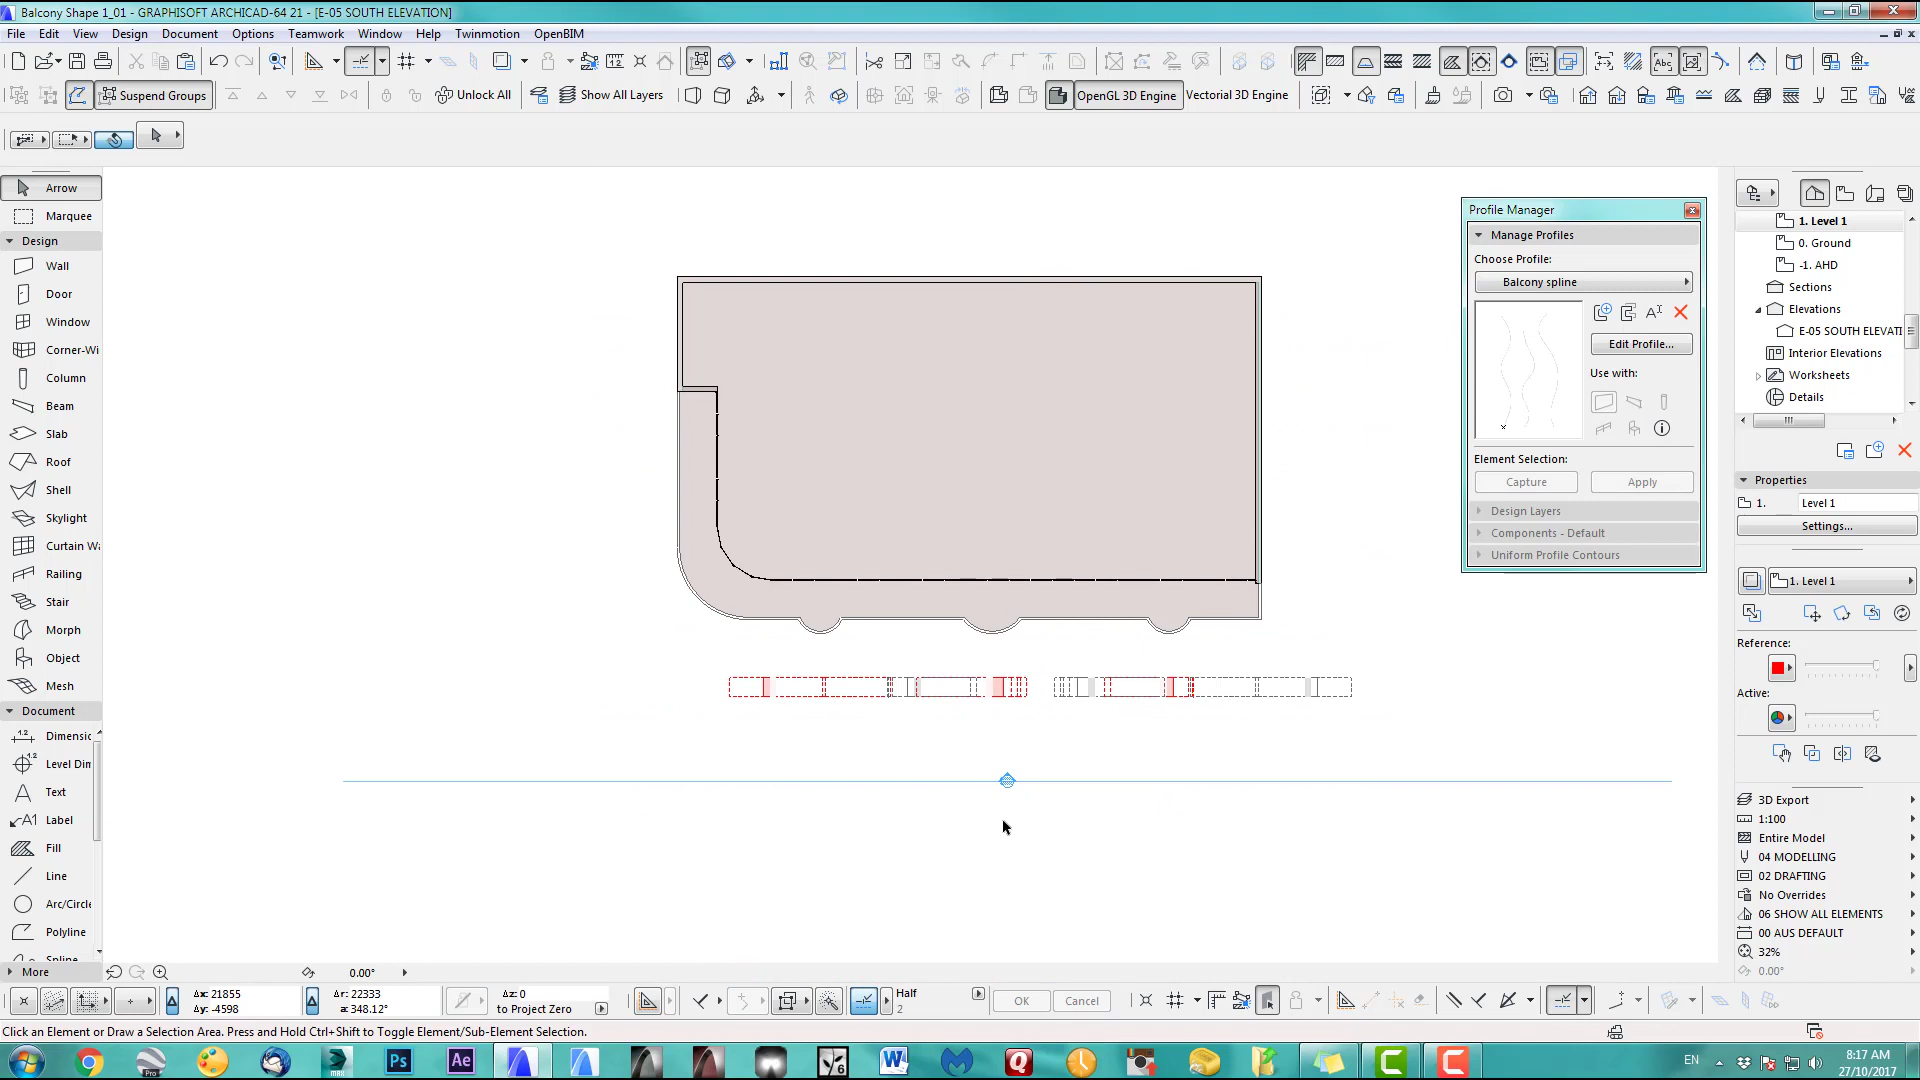 Balcony Shape 1_01 - GRAPHISOFT ARCHICAD-64 21 - [E-05 SOUTH ELEVATION]
File Edit View Design Document Options Teamwork Window Help Twinmotion OpenBIM
Suspend Groups
Unlock All
Show All Layers
OpenGL 3D Engine
Vectorial 3D Engine
Arrow
Marquee
Design
Wall
Door
Window
Corner-Wi
Column
Beam
Slab
Roof
Shell
Skylight
Curtain Wa
Railing
Stair
Morph
Object
Mesh
Document
Dimensic
Level Dim
Text
Label
Fill
Line
Arc/Circle
Polyline
Spline
More
Profile Manager
Manage Profiles
Choose Profile:
Balcony spline
Edit Profile...
Use with:
Element Selection:
Capture
Apply
Design Layers
Components - Default
Uniform Profile Contours
1. Level 1
0. Ground
-1. AHD
Sections
Elevations
E-05 SOUTH ELEVATI
Interior Elevations
Worksheets
Details
Properties
1. Level 1
Settings...
1. Level 1
Reference:
Active:
3D Export
1:100
Entire Model
04 MODELLING
02 DRAFTING
No Overrides
06 SHOW ALL ELEMENTS
00 AUS DEFAULT
32%
0.00°
0.00°
Δx: 21855
Δy: -4598
Δr: 22333
a: 348.12°
Δz: 0
to Project Zero
Half
2
OK
Cancel
Click an Element or Draw a Selection Area. Press and Hold Ctrl+Shift to Toggle Element/Sub-Element Selection.
EN
8:17 AM
27/10/2017